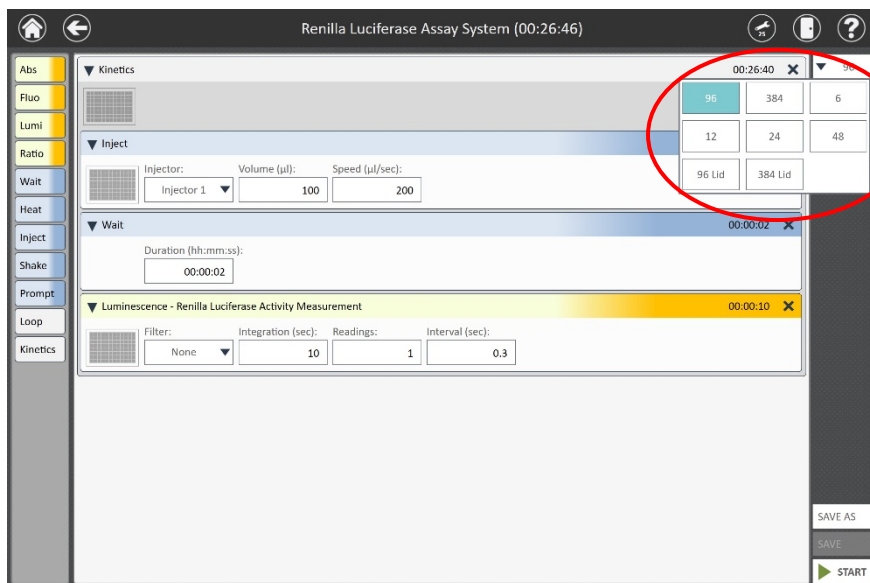 Renilla Luciferase Assay System (00:26:46)
25
Abs
Fluo
Lumi
Ratio
Wait
Heat
Inject
Shake
Prompt
Loop
Kinetics
Kinetics 00:26:40
96 384 6
12 24 48
96 Lid 384 Lid
Inject
Injector: Volume (µl): Speed (µl/sec):
Injector 1 100 200
Wait 00:00:02
Duration (hh:mm:ss):
00:00:02
Luminescence - Renilla Luciferase Activity Measurement 00:00:10
Filter: Integration (sec): Readings: Interval (sec):
None 10 1 0.3
SAVE AS
SAVE
START